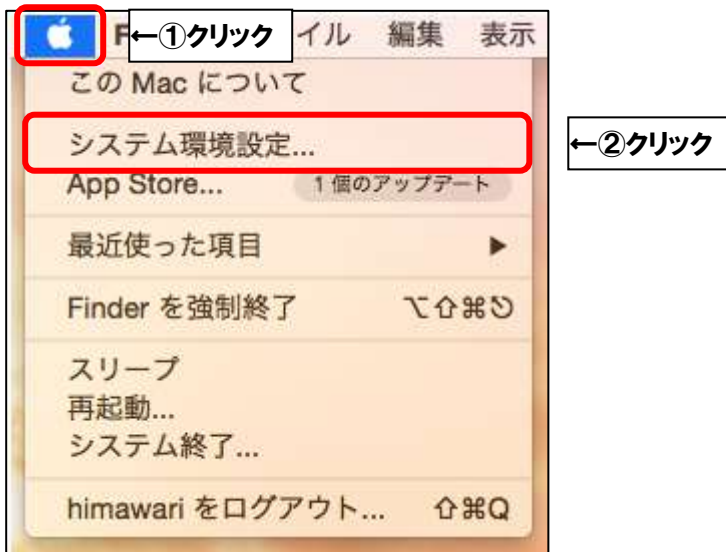 F←①クリック イル 編集 表示
この Mac について
システム環境設定...
←②クリック
App Store... 1 個のアップデート
最近使った項目 ▶
Finder を強制終了 ⌥⇧⌘⎋
スリープ
再起動...
システム終了...
himawari をログアウト... ⇧⌘Q